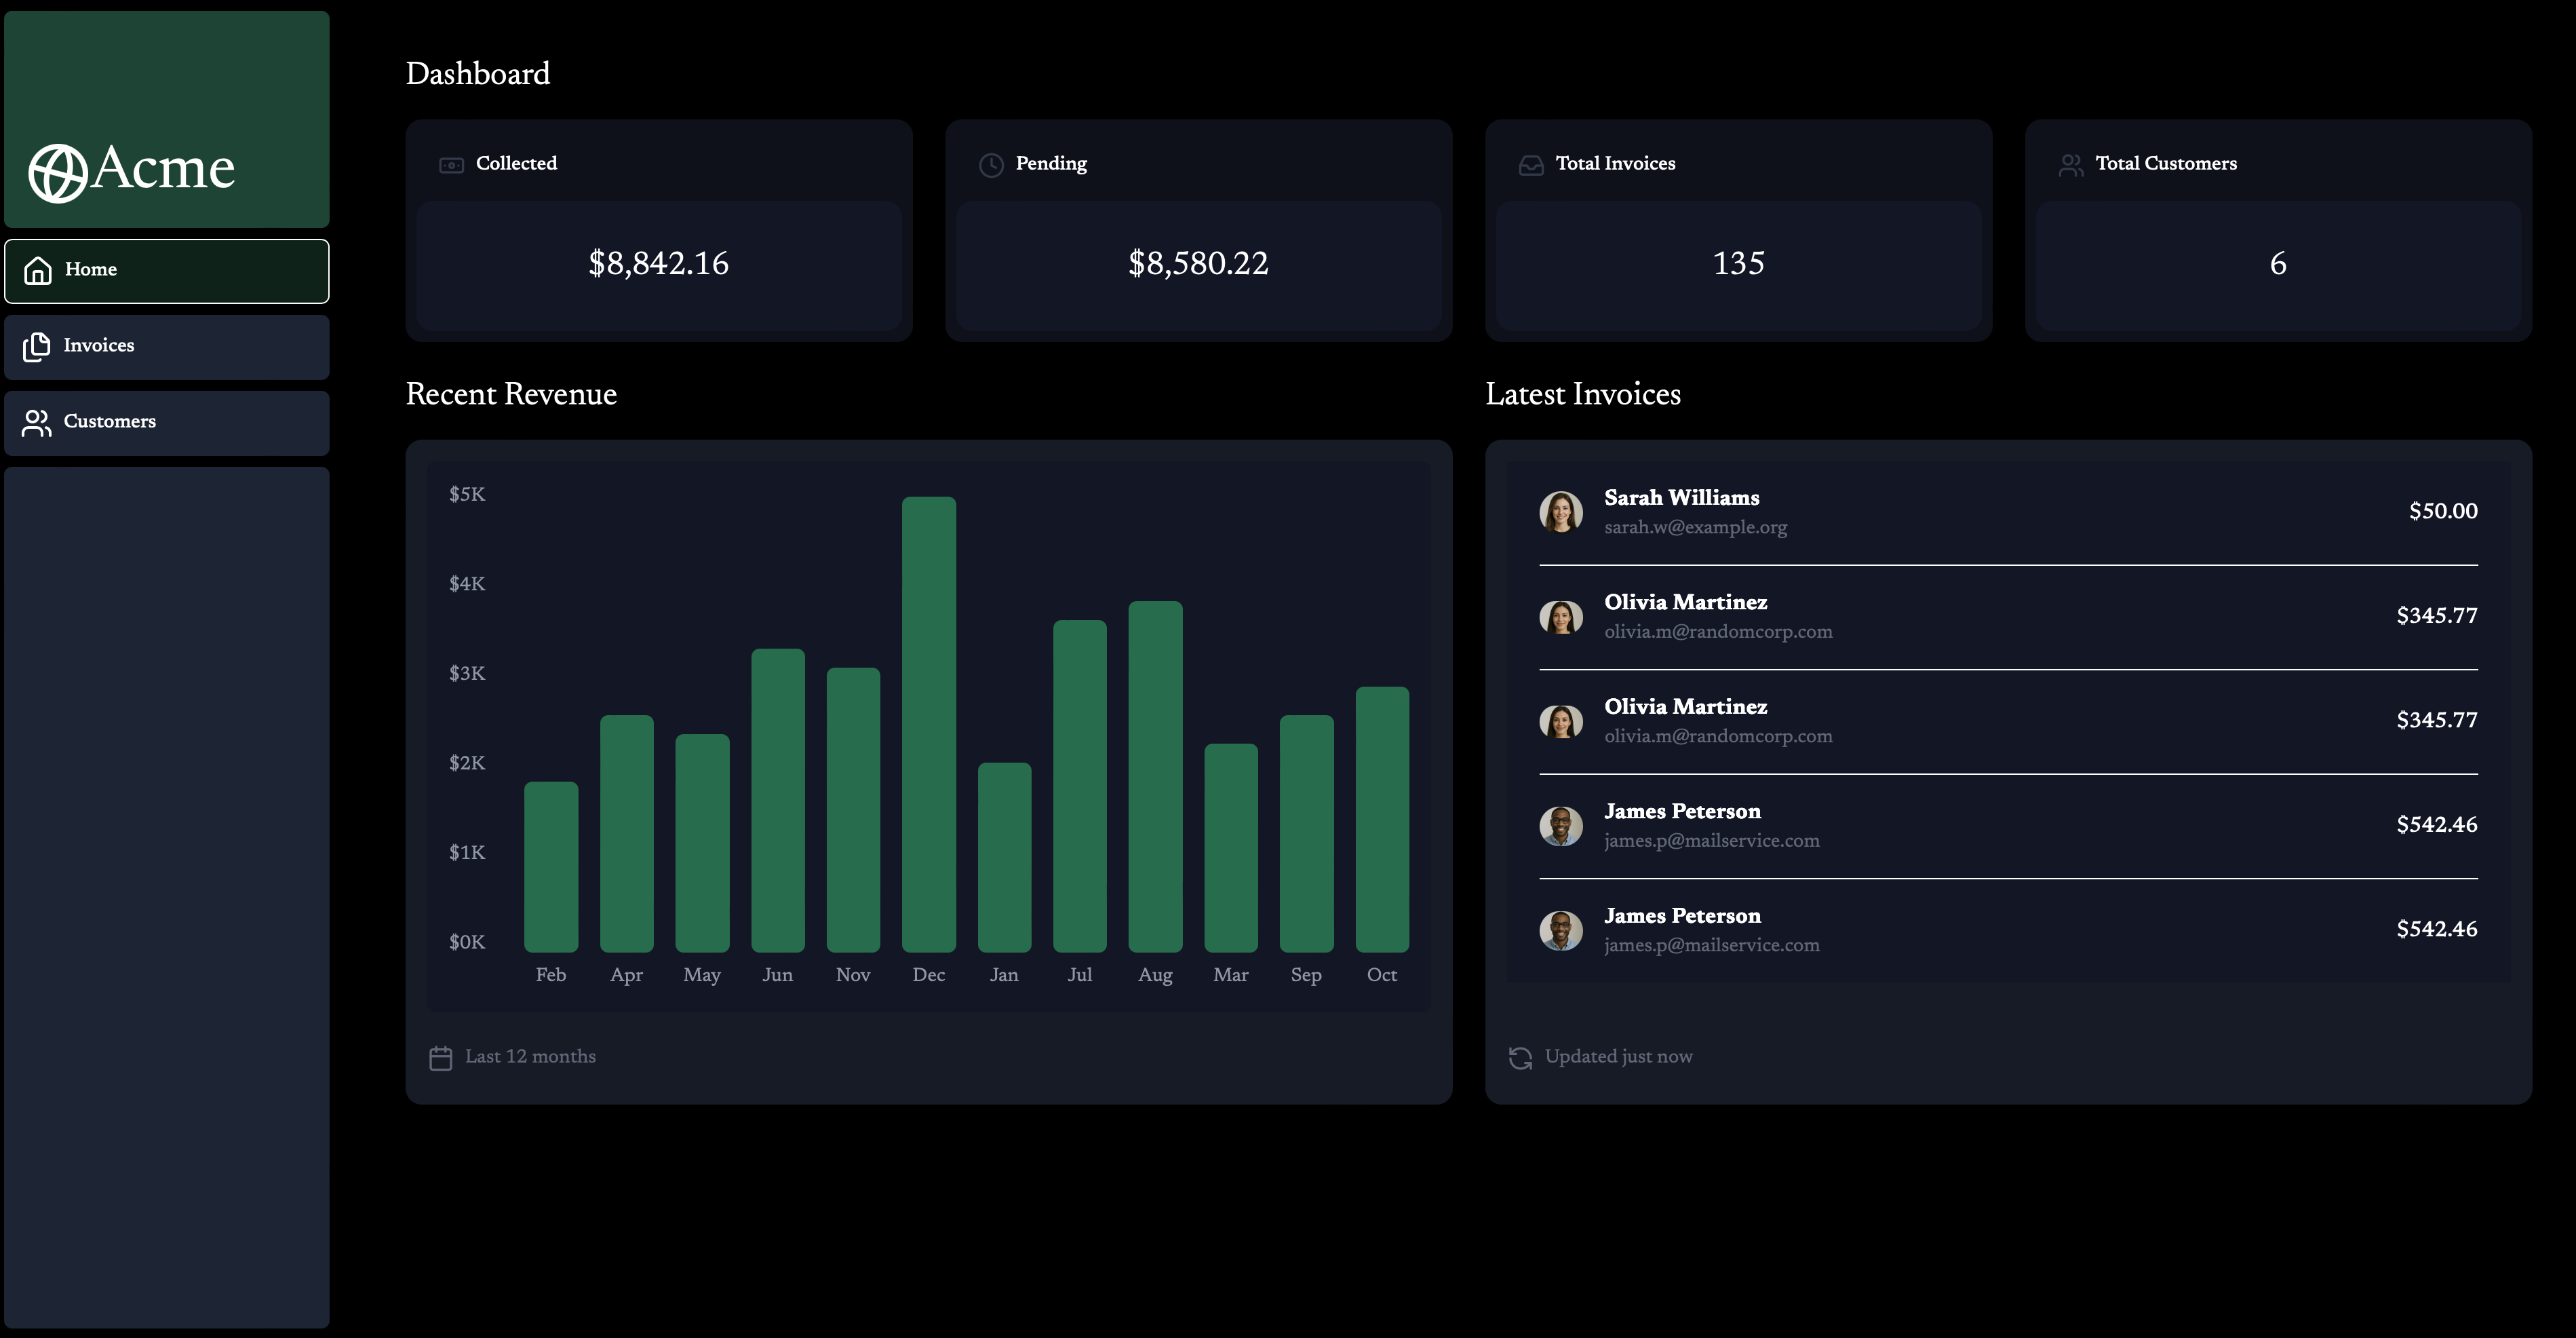 Acme
Home
Invoices
Customers
Dashboard
Collected
$8,842.16
Pending
$8,580.22
Total Invoices
135
Total Customers
6
Recent Revenue
$5K
$4K
$3K
$2K
$1K
$0K
Feb Apr May Jun Nov Dec Jan Jul Aug Mar Sep Oct
Last 12 months
Latest Invoices
Sarah Williams
sarah.w@example.org
$50.00
Olivia Martinez
olivia.m@randomcorp.com
$345.77
Olivia Martinez
olivia.m@randomcorp.com
$345.77
James Peterson
james.p@mailservice.com
$542.46
James Peterson
james.p@mailservice.com
$542.46
Updated just now